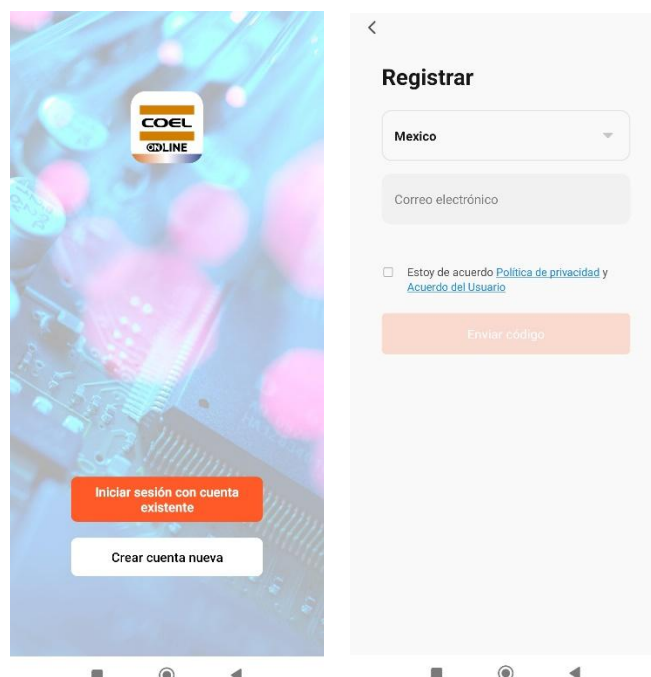 COEL
ONLINE
Iniciar sesión con cuenta
existente
Crear cuenta nueva
Registrar
Mexico
Correo electrónico
Estoy de acuerdo Política de privacidad y
Acuerdo del Usuario
Enviar código